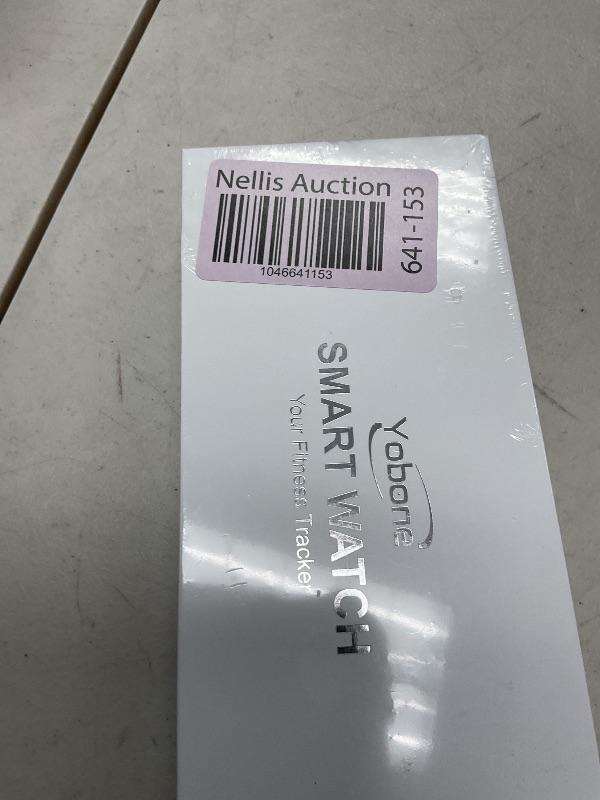 Nellis Auction
1046641153
641-153
Yobone
SMART WATCH
Your Fitness Tracker